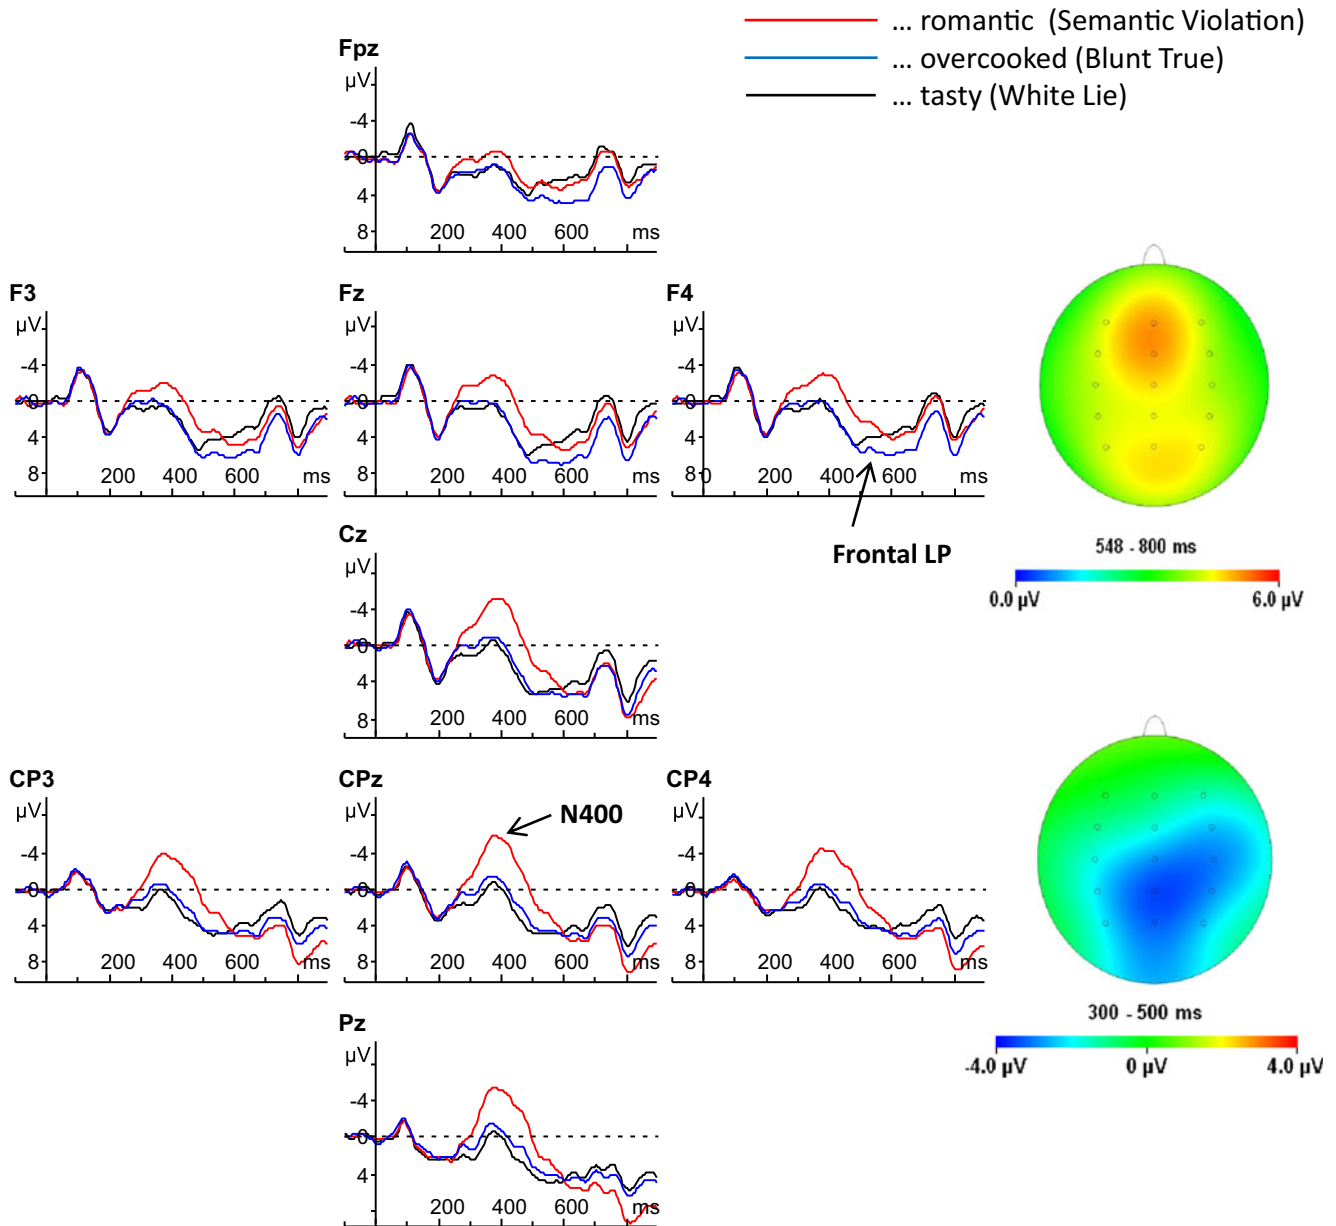 ... romantic (Semantic Violation)
... overcooked (Blunt True)
... tasty (White Lie)
Fpz
µV
-4
0
4
8
200 400 600 ms
F3
µV
-4
0
4
8
200 400 600 ms
Fz
µV
-4
0
4
8
200 400 600 ms
F4
µV
-4
0
4
8
0 200 400 600 ms
Frontal LP
548 - 800 ms
0.0 µV 6.0 µV
Cz
µV
-4
0
4
8
200 400 600 ms
CP3
µV
-4
0
4
8
200 400 600 ms
CPz
µV
-4
0
4
8
200 400 600 ms
N400
CP4
µV
-4
0
4
8
200 400 600 ms
300 - 500 ms
-4.0 µV 0 µV 4.0 µV
Pz
µV
-4
0
4
200 400 600 ms